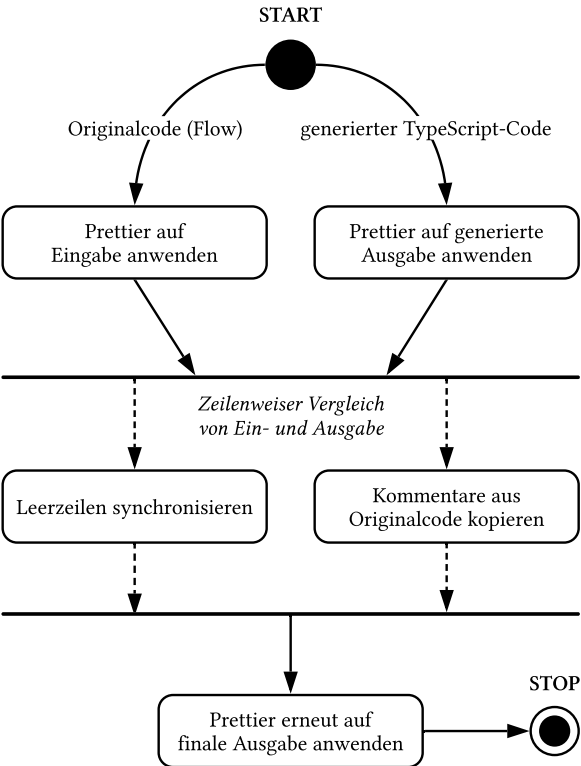 START
Originalcode (Flow)
generierter TypeScript-Code
Prettier auf
Eingabe anwenden
Prettier auf generierte
Ausgabe anwenden
Zeilenweiser Vergleich
von Ein- und Ausgabe
Leerzeilen synchronisieren
Kommentare aus
Originalcode kopieren
STOP
Prettier erneut auf
finale Ausgabe anwenden